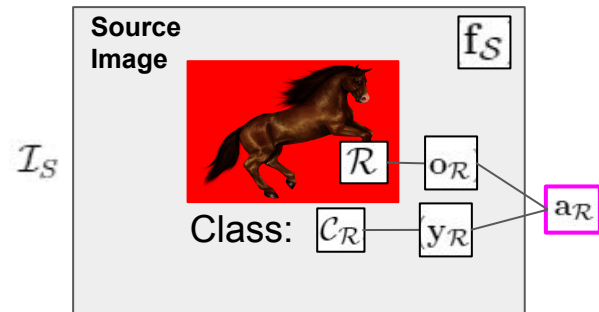 Source
Image
f_𝒮
ℐ_S
ℛ
o_ℛ)
Class:
𝒞_ℛ
(y_ℛ
a_ℛ